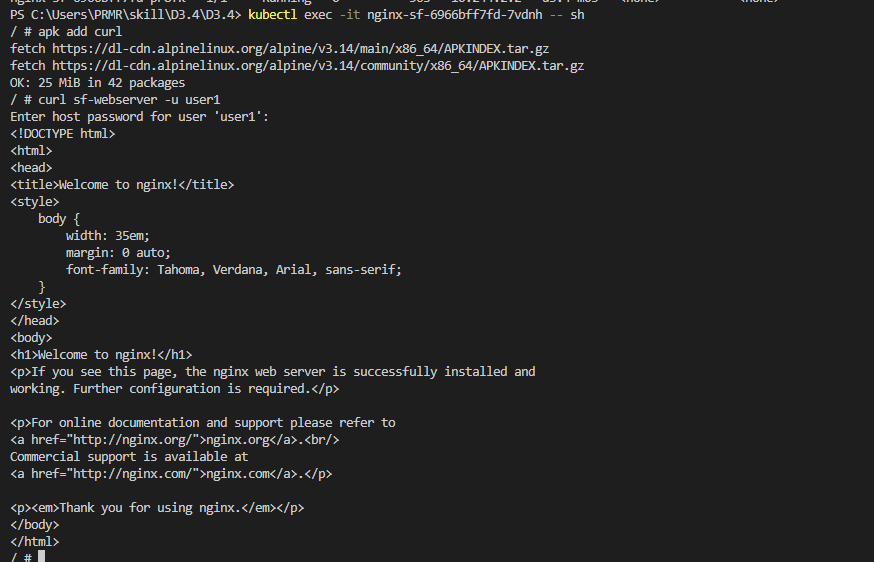 PS C:\Users\PRMR\skill\D3.4\D3.4> kubectl exec -it nginx-sf-6966bff7fd-7vdnh -- sh
/ # apk add curl
fetch https://dl-cdn.alpinelinux.org/alpine/v3.14/main/x86_64/APKINDEX.tar.gz
fetch https://dl-cdn.alpinelinux.org/alpine/v3.14/community/x86_64/APKINDEX.tar.gz
OK: 25 MiB in 42 packages
/ # curl sf-webserver -u user1
Enter host password for user 'user1':
<!DOCTYPE html>
<html>
<head>
<title>Welcome to nginx!</title>
<style>
    body {
        width: 35em;
        margin: 0 auto;
        font-family: Tahoma, Verdana, Arial, sans-serif;
    }
</style>
</head>
<body>
<h1>Welcome to nginx!</h1>
<p>If you see this page, the nginx web server is successfully installed and
working. Further configuration is required.</p>

<p>For online documentation and support please refer to
<a href="http://nginx.org/">nginx.org</a>.<br/>
Commercial support is available at
<a href="http://nginx.com/">nginx.com</a>.</p>

<p><em>Thank you for using nginx.</em></p>
</body>
</html>
/ #